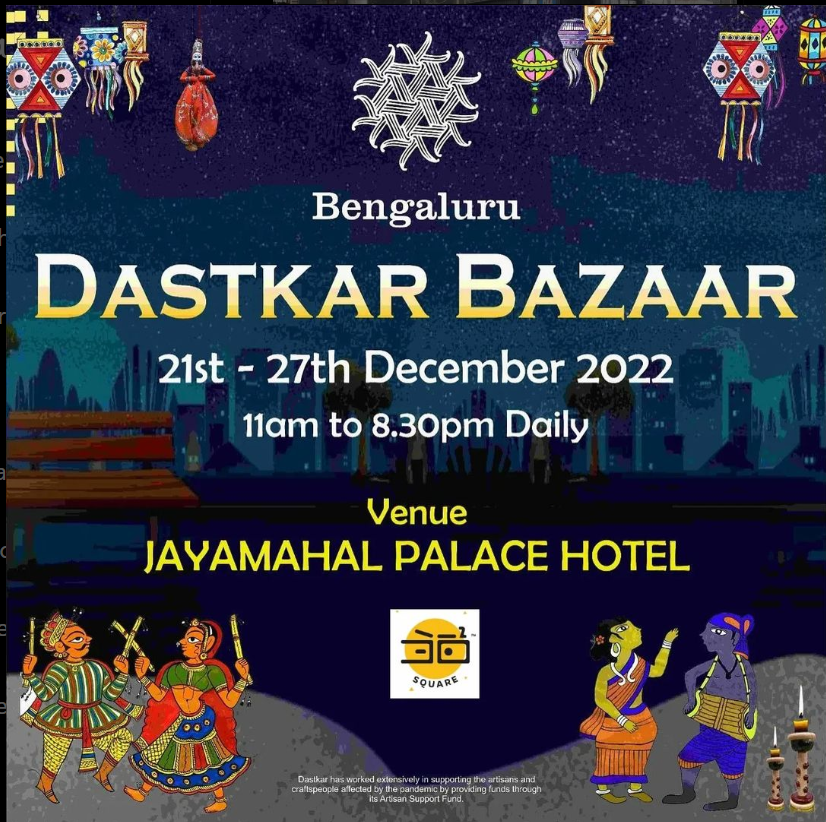 Bengaluru
DASTKAR BAZAAR
21st - 27th December 2022
11am to 8.30pm Daily
Venue
JAYAMAHAL PALACE HOTEL
2
SQUARE
Dastkar has worked extensively in supporting the artisans and
craftspeople affected by the pandemic by providing funds through
its Artisan Support Fund.